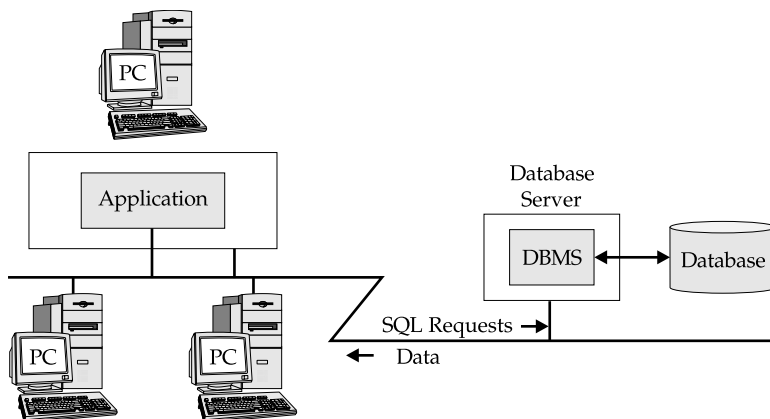 PC
Application
Database
Server
DBMS
Database
SQL Requests
Data
PC
PC